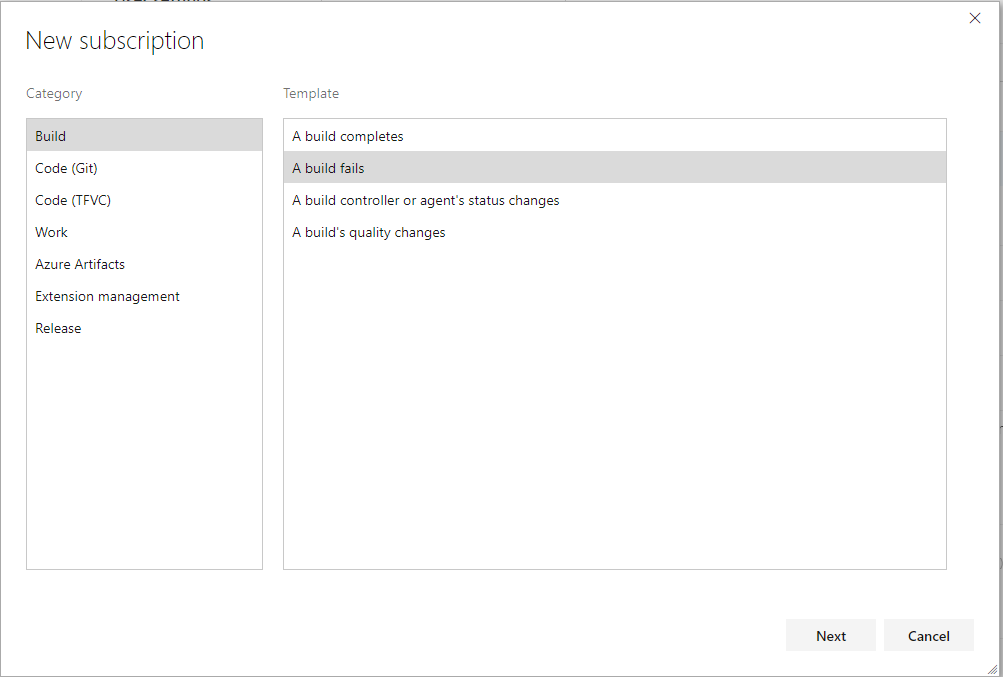 New subscription
Category
Template
Build
Code (Git)
Code (TFVC)
Work
Azure Artifacts
Extension management
Release
A build completes
A build fails
A build controller or agent's status changes
A build's quality changes
Next
Cancel